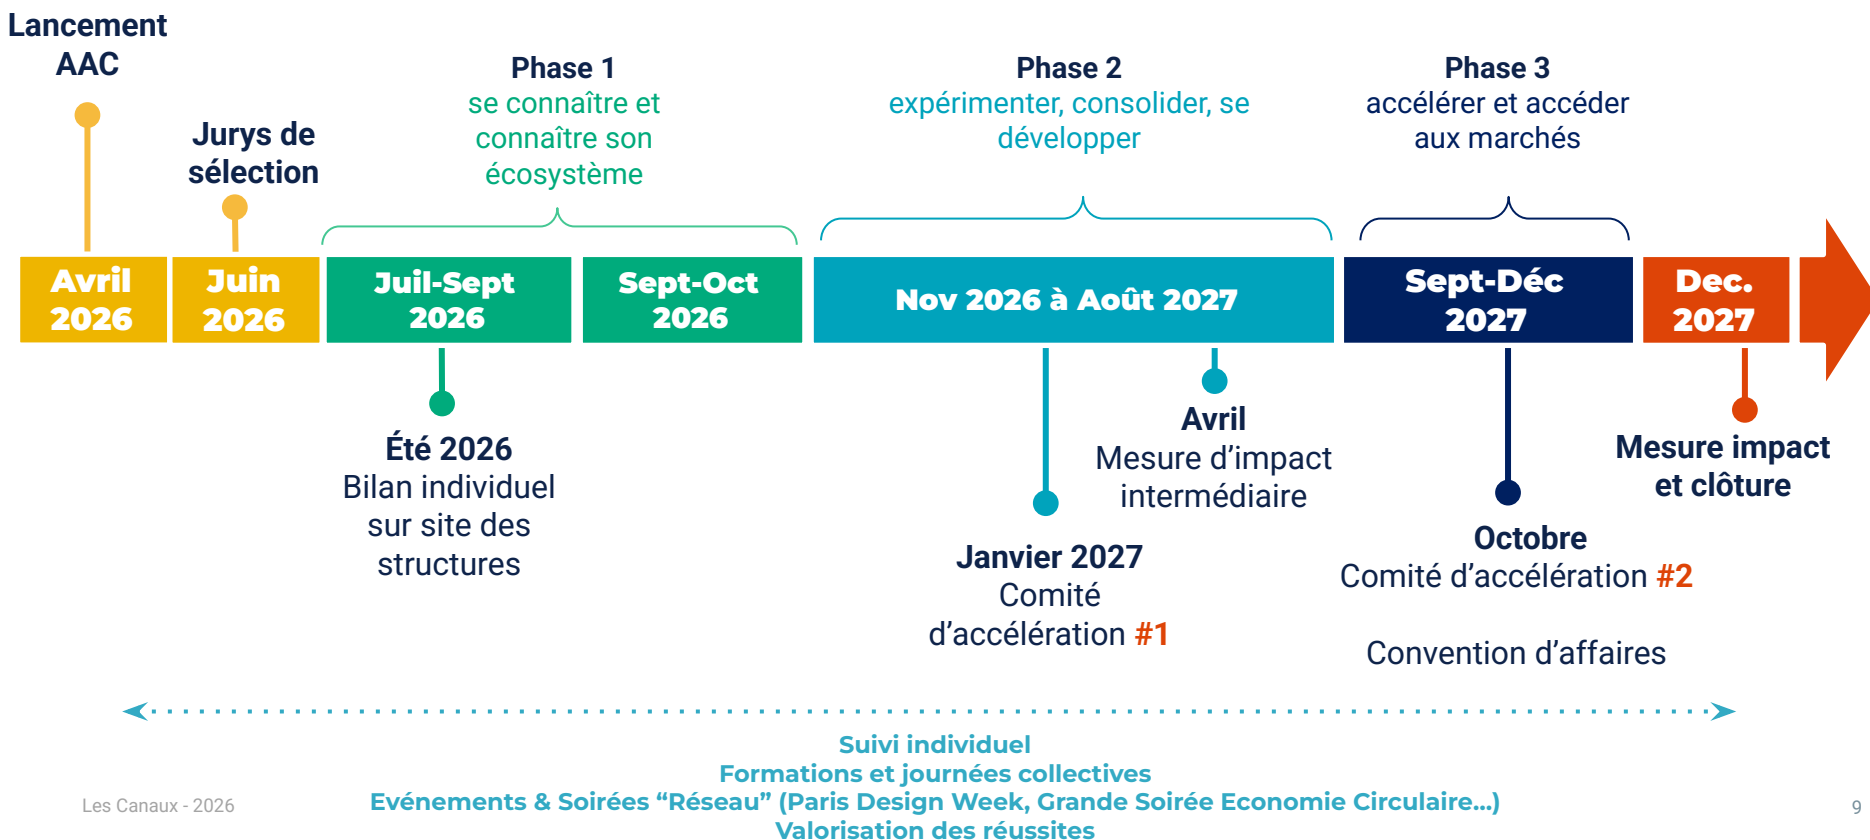 Lancement
AAC
Jurys de
sélection
Phase 1
se connaître et
connaître son
écosystème
Phase 2
expérimenter, consolider, se
développer
Phase 3
accélérer et accéder
aux marchés
Avril
2026
Juin
2026
Juil-Sept
2026
Sept-Oct
2026
Nov 2026 à Août 2027
Sept-Déc
2027
Dec.
2027
Été 2026
Bilan individuel
sur site des
structures
Janvier 2027
Comité
d’accélération #1
Avril
Mesure d’impact
intermédiaire
Octobre
Comité d’accélération #2
Convention d’affaires
Mesure impact
et clôture
Suivi individuel
Formations et journées collectives
Evénements & Soirées “Réseau” (Paris Design Week, Grande Soirée Economie Circulaire...)
Valorisation des réussites
Les Canaux - 2026
9